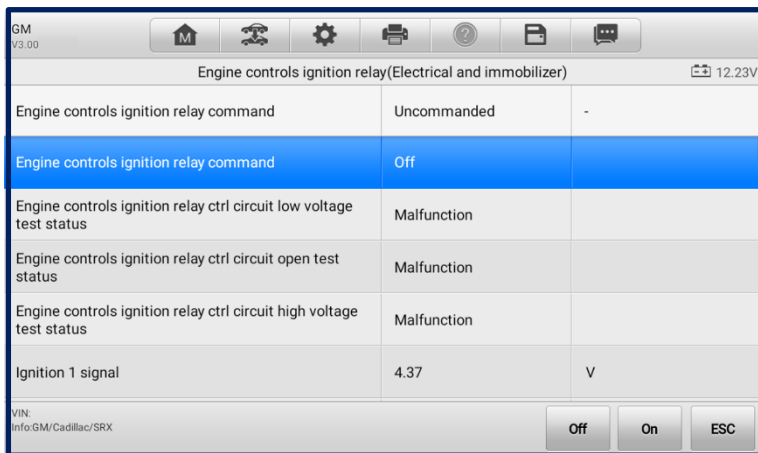 GM
V3.00
Engine controls ignition relay(Electrical and immobilizer) 12.23V
Engine controls ignition relay command Uncommanded -
Engine controls ignition relay command Off
Engine controls ignition relay ctrl circuit low voltage
test status Malfunction
Engine controls ignition relay ctrl circuit open test
status Malfunction
Engine controls ignition relay ctrl circuit high voltage
test status Malfunction
Ignition 1 signal 4.37 V
VIN:
Info:GM/Cadillac/SRX
Off On ESC